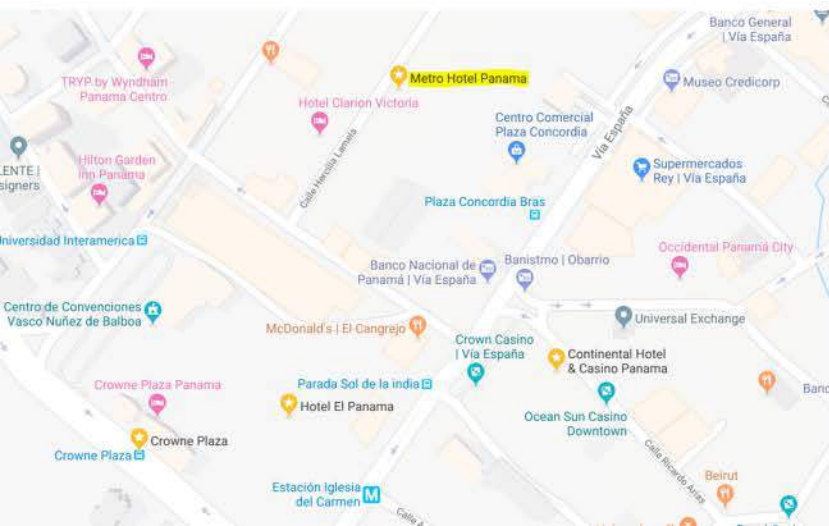 Banco General
| Vía España
Metro Hotel Panama
TRYP by Wyndham
Panama Centro
Museo Credicorp
Hotel Clarion Victoria
Centro Comercial
Plaza Concordia
Vía España
LENTE |
signers
Hilton Garden
Inn Panama
Supermercados
Rey | Vía España
Calle Hercilia Lamela
Plaza Concordia Bras
Universidad Interamerica
Occidental Panamá City
Banco Nacional de
Panamá | Vía España
Banistmo | Obarrio
Centro de Convenciones
Vasco Nuñez de Balboa
Universal Exchange
McDonald's | El Cangrejo
Crown Casino
| Vía España
Continental Hotel
& Casino Panama
Crowne Plaza Panama
Parada Sol de la india
Hotel El Panama
Banc
Ocean Sun Casino
Downtown
Crowne Plaza
Crowne Plaza
Calle Ricardo Arias
Beirut
Estación Iglesia
del Carmen
M
Calle A